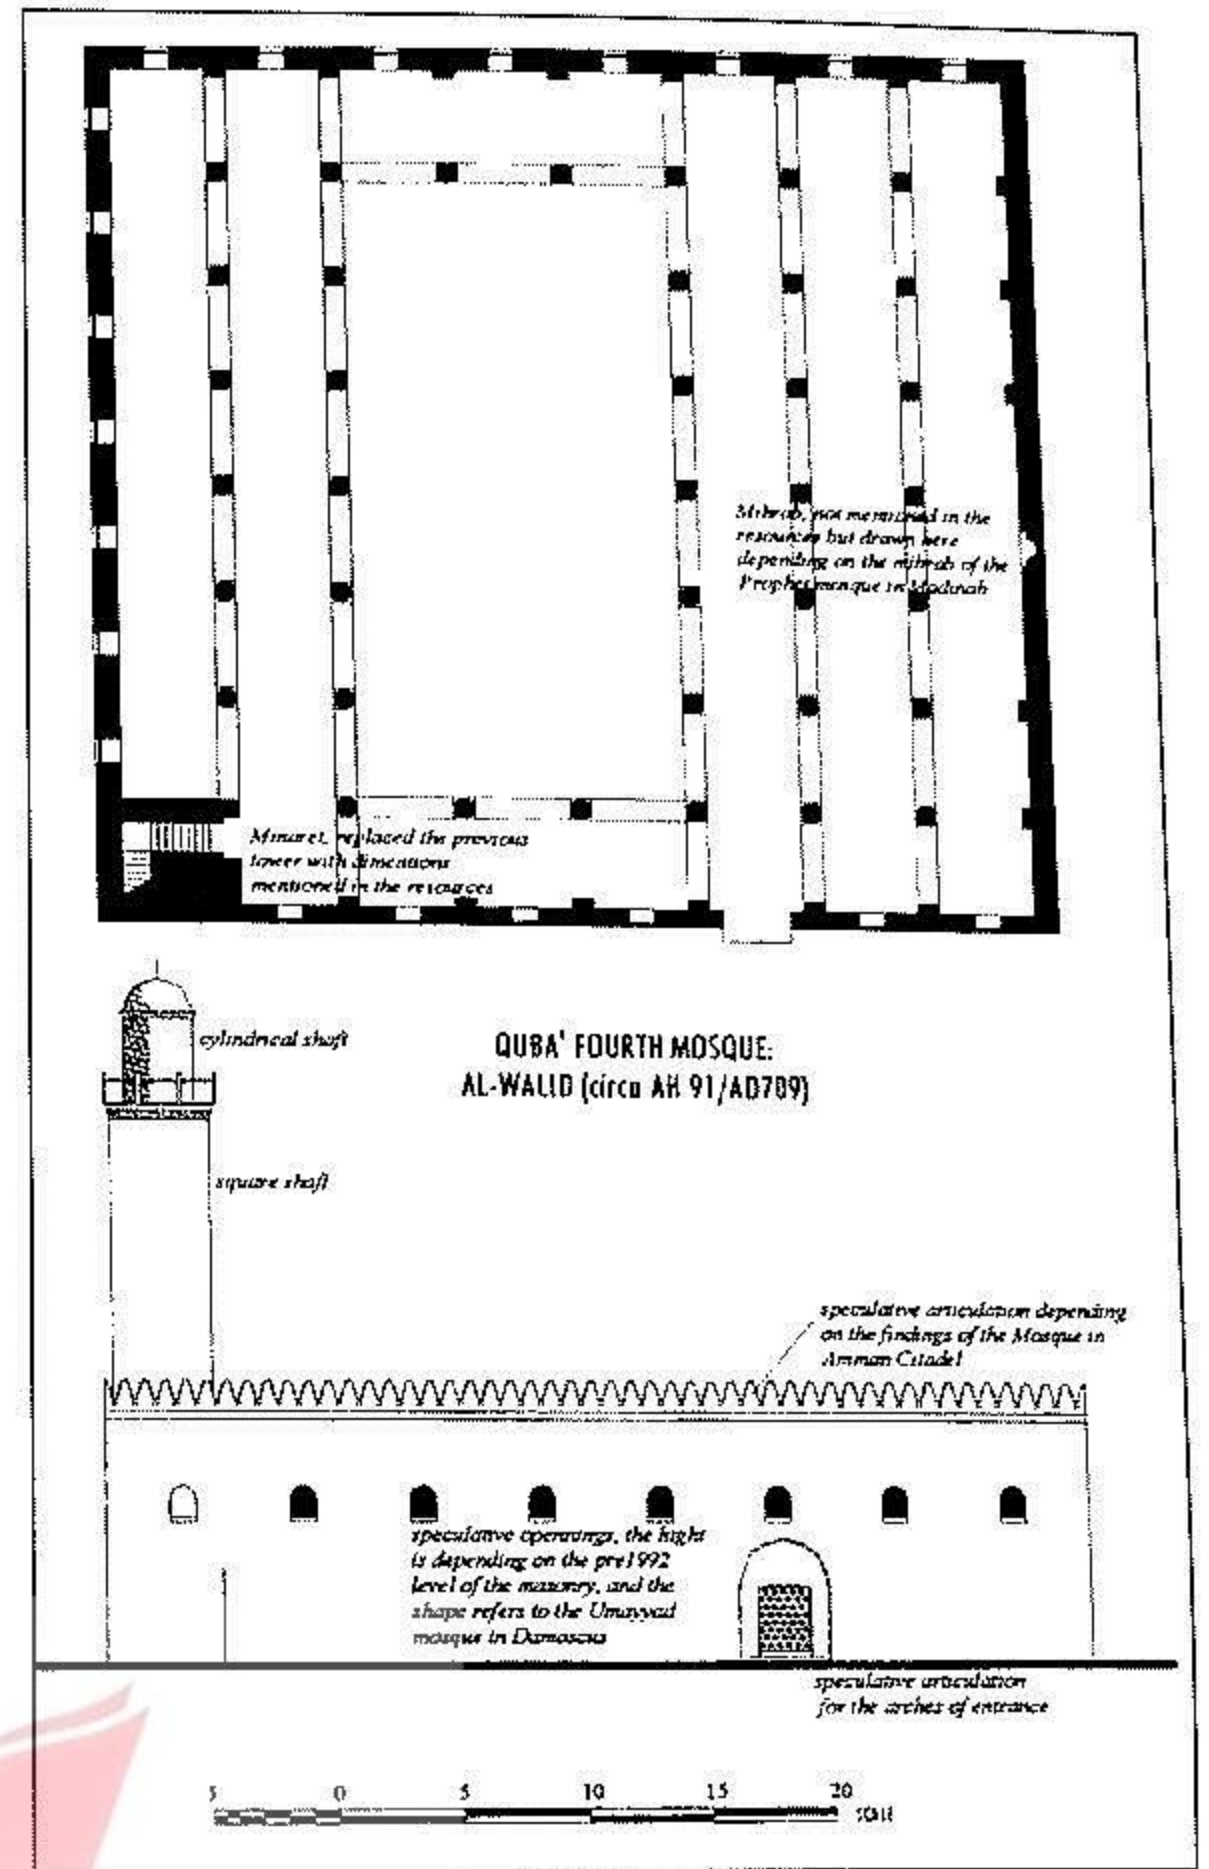 Mihrab, not mentioned in the
resources but drawn here
depending on the mihrab of the
Prophet mosque in Madinah
Minaret, replaced the previous
tower with dimentions
mentioned in the resources
cylindrical shaft
QUBA' FOURTH MOSQUE:
AL-WALID (circa AH 91/AD709)
square shaft
speculative articulation depending
on the findings of the Mosque in
Amman Citadel
speculative openings, the hight
is depending on the pre1992
level of the masonry, and the
shape refers to the Umayyad
mosque in Damascus
speculative articulation
for the arches of entrance
5 0 5 10 15 20
SCALE